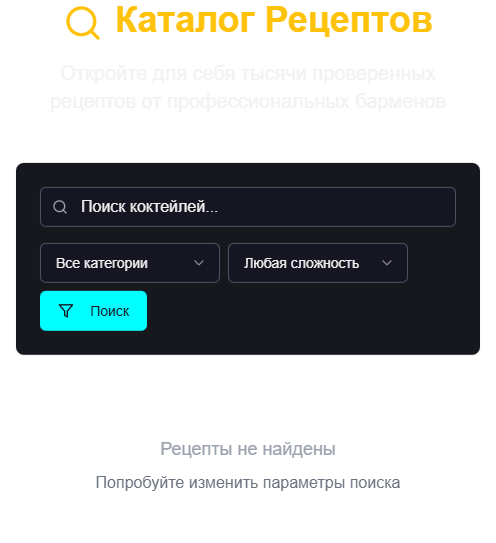 Каталог Рецептов
Откройте для себя тысячи проверенных
рецептов от профессиональных барменов
Поиск коктейлей...
Все категории
Любая сложность
Поиск
Рецепты не найдены
Попробуйте изменить параметры поиска